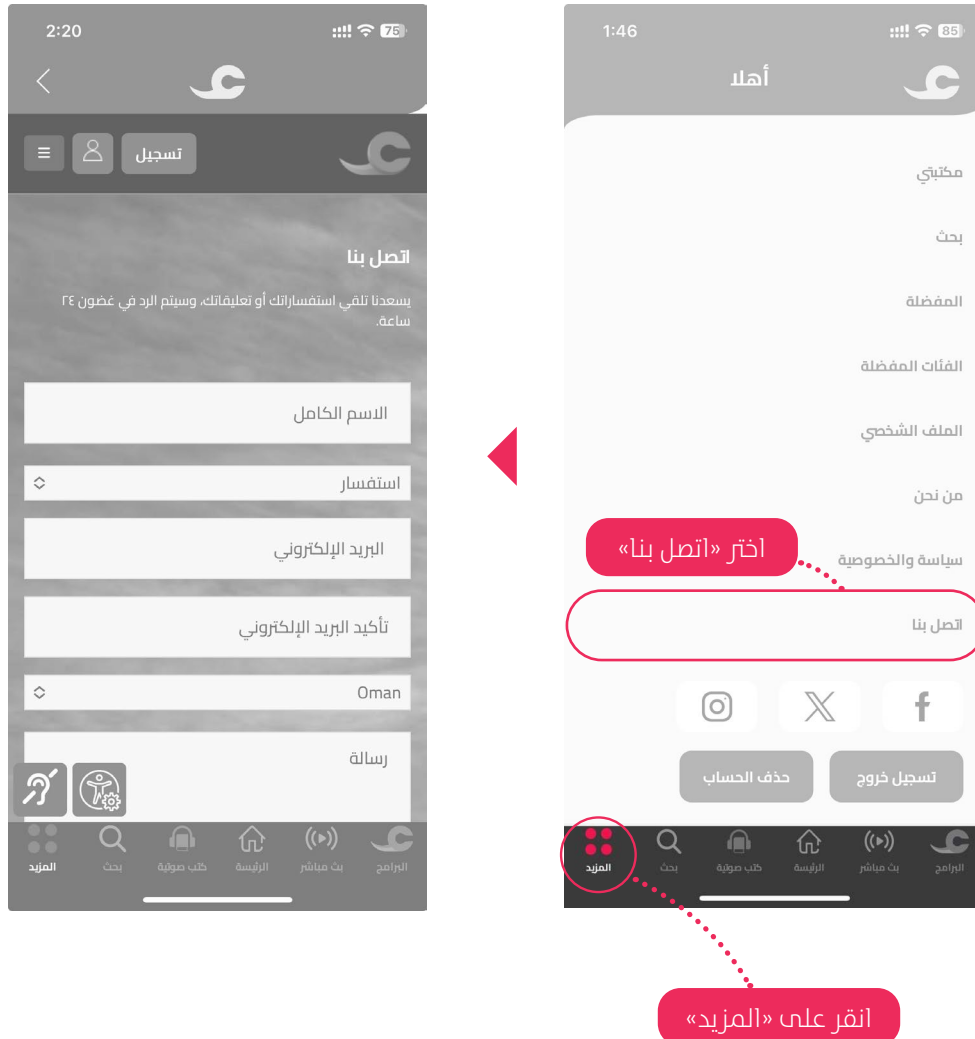 1:46
85
أهلا
مكتبتي
بحث
المفضلة
الفئات المفضلة
الملف الشخصي
من نحن
اختر «اتصل بنا»
سياسة والخصوصية
اتصل بنا
تسجيل خروج
حذف الحساب
البرامج
بث مباشر
الرئيسة
كتب صوتية
بحث
المزيد
انقر على «المزيد»
2:20
75
تسجيل
اتصل بنا
يسعدنا تلقي استفساراتك أو تعليقاتك، وسيتم الرد في غضون ٢٤
ساعة.
الاسم الكامل
استفسار
البريد الإلكتروني
تأكيد البريد الإلكتروني
Oman
رسالة
البرامج
بث مباشر
الرئيسة
كتب صوتية
بحث
المزيد